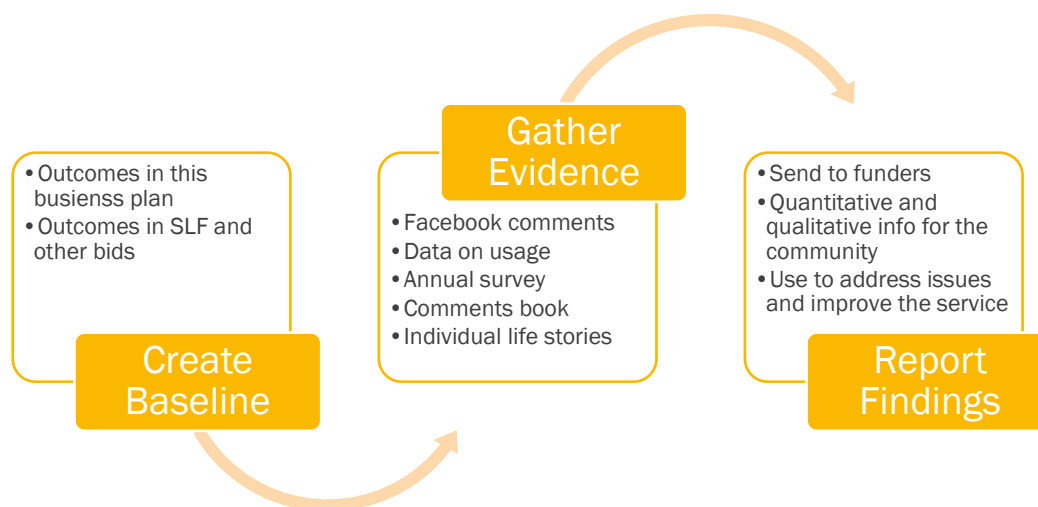 • Outcomes in this
busienss plan
• Outcomes in SLF and
other bids
Create
Baseline
Gather
Evidence
• Facebook comments
• Data on usage
• Annual survey
• Comments book
• Individual life stories
• Send to funders
• Quantitative and
qualitative info for the
community
• Use to address issues
and improve the service
Report
Findings